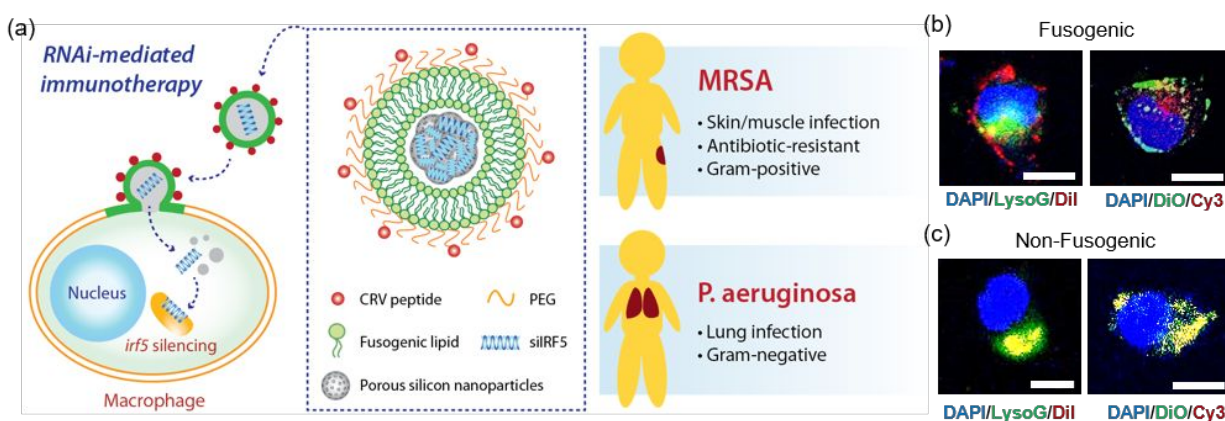 (a)
RNAi-mediated
immunotherapy
Nucleus
irf5 silencing
Macrophage
CRV peptide
PEG
Fusogenic lipid
siIRF5
Porous silicon nanoparticles
MRSA
• Skin/muscle infection
• Antibiotic-resistant
• Gram-positive
P. aeruginosa
• Lung infection
• Gram-negative
(b)
Fusogenic
DAPI/LysoG/DiI
DAPI/DiO/Cy3
(c)
Non-Fusogenic
DAPI/LysoG/DiI
DAPI/DiO/Cy3